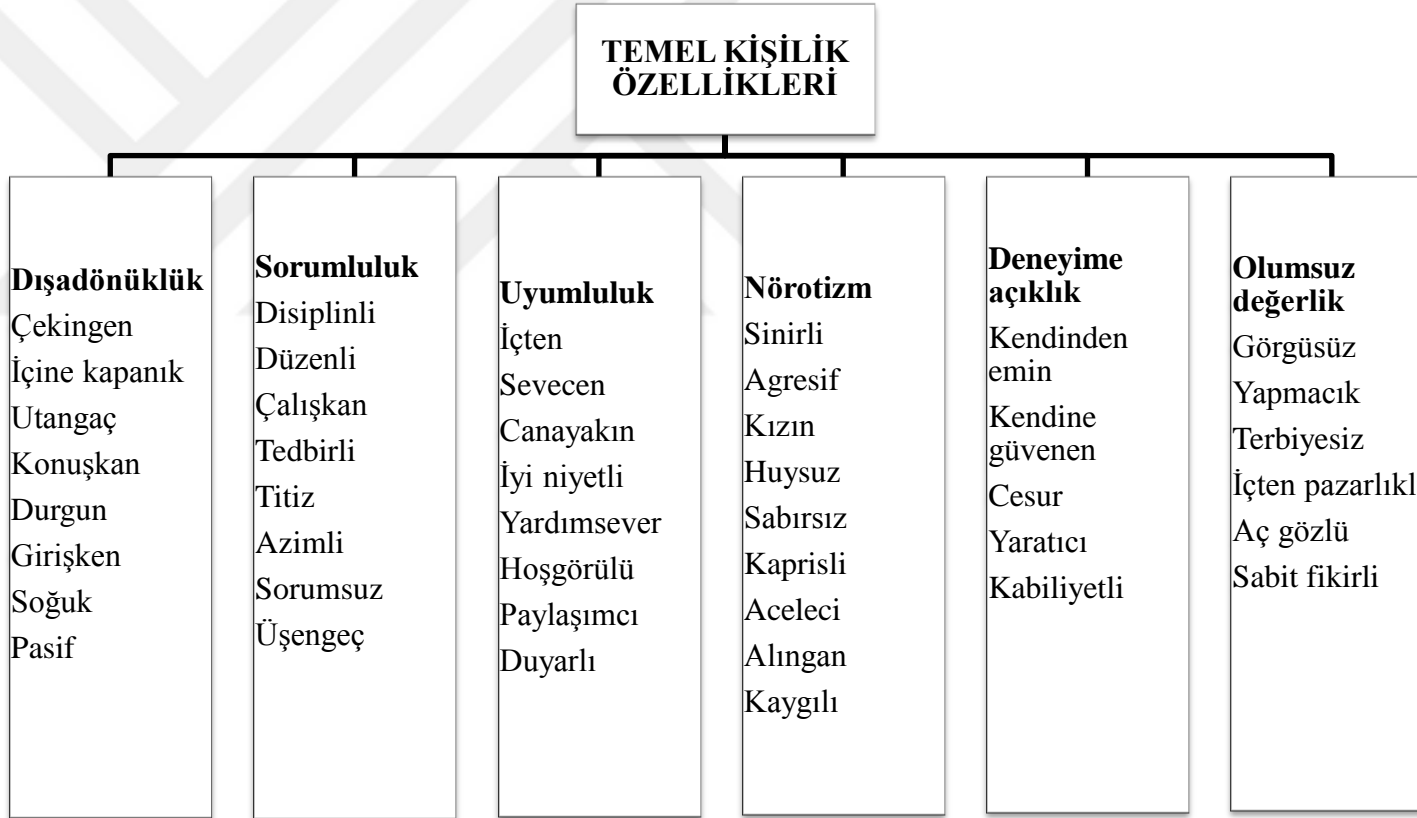 TEMEL KİŞİLİK
ÖZELLİKLERİ
Dışadönüklük
Çekingen
İçine kapanık
Utangaç
Konuşkan
Durgun
Girişken
Soğuk
Pasif
Sorumluluk
Disiplinli
Düzenli
Çalışkan
Tedbirli
Titiz
Azimli
Sorumsuz
Üşengeç
Uyumluluk
İçten
Sevecen
Canayakın
İyi niyetli
Yardımsever
Hoşgörülü
Paylaşımcı
Duyarlı
Nörotizm
Sinirli
Agresif
Kızın
Huysuz
Sabırsız
Kaprisli
Aceleci
Alıngan
Kaygılı
Deneyime
açıklık
Kendinden
emin
Kendine
güvenen
Cesur
Yaratıcı
Kabiliyetli
Olumsuz
değerlik
Görgüsüz
Yapmacık
Terbiyesiz
İçten pazarlıkl
Aç gözlü
Sabit fikirli